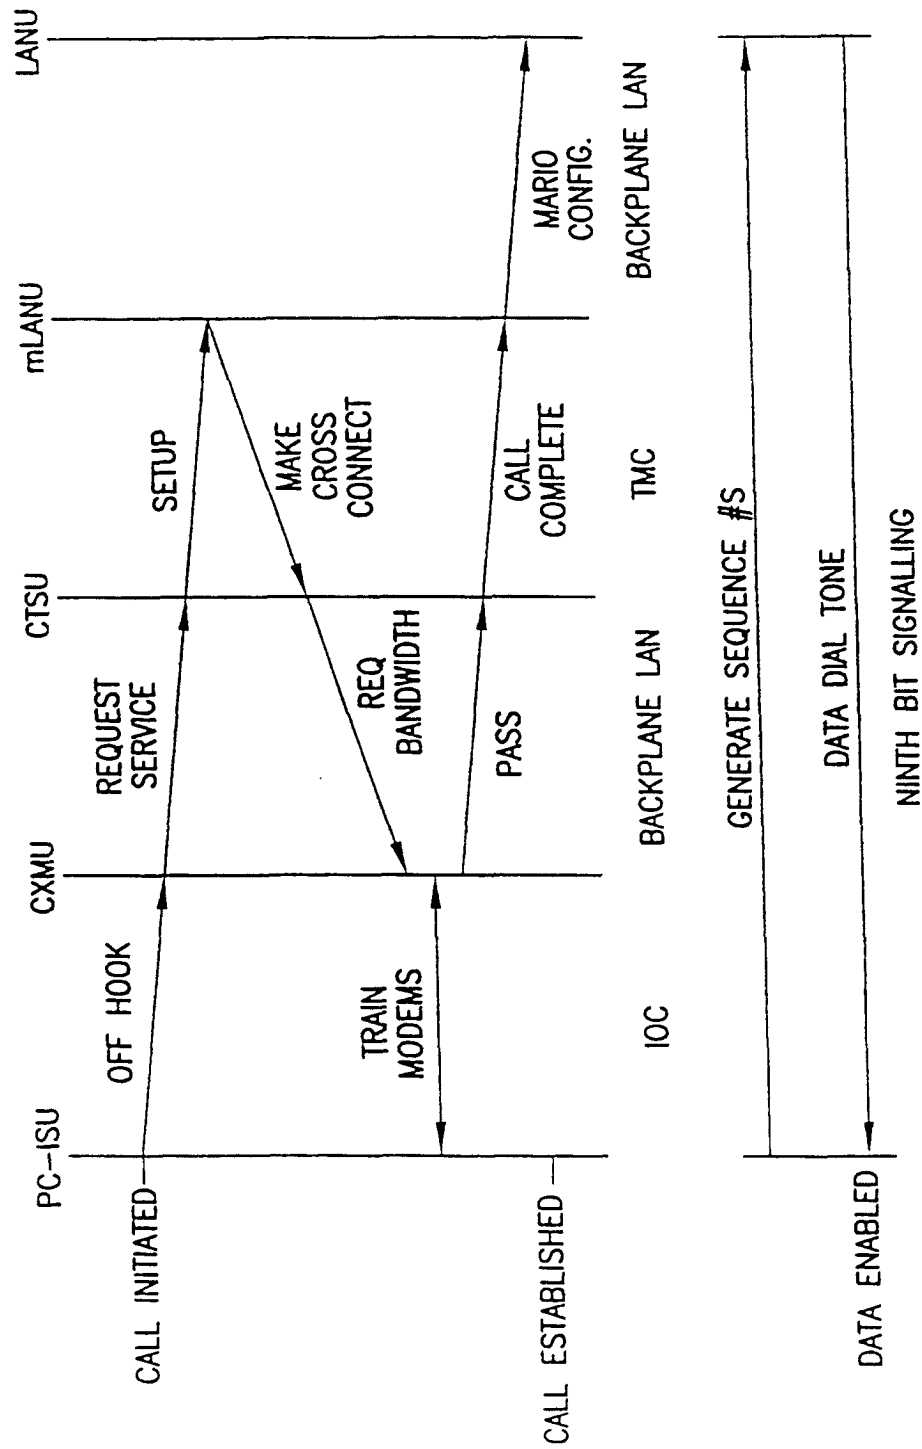 PC-ISU
CXMU
CTSU
mLANU
LANU
CALL INITIATED
OFF HOOK
REQUEST
SERVICE
SETUP
MAKE
CROSS
CONNECT
REQ
BANDWIDTH
TRAIN
MODEMS
PASS
CALL
COMPLETE
MARIO
CONFIG.
CALL ESTABLISHED
IOC
BACKPLANE LAN
TMC
BACKPLANE LAN
GENERATE SEQUENCE #S
DATA DIAL TONE
DATA ENABLED
NINTH BIT SIGNALLING